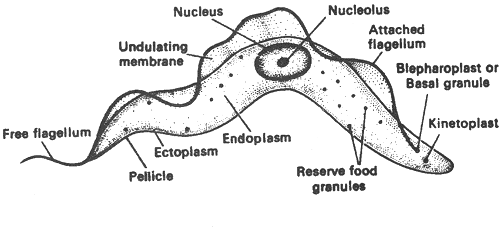 Nucleus
Nucleolus
Attached
flagellum
Undulating
membrane
Blepharoplast or
Basal granule
Kinetoplast
Free flagellum
Endoplasm
Ectoplasm
Pellicle
Reserve food
granules